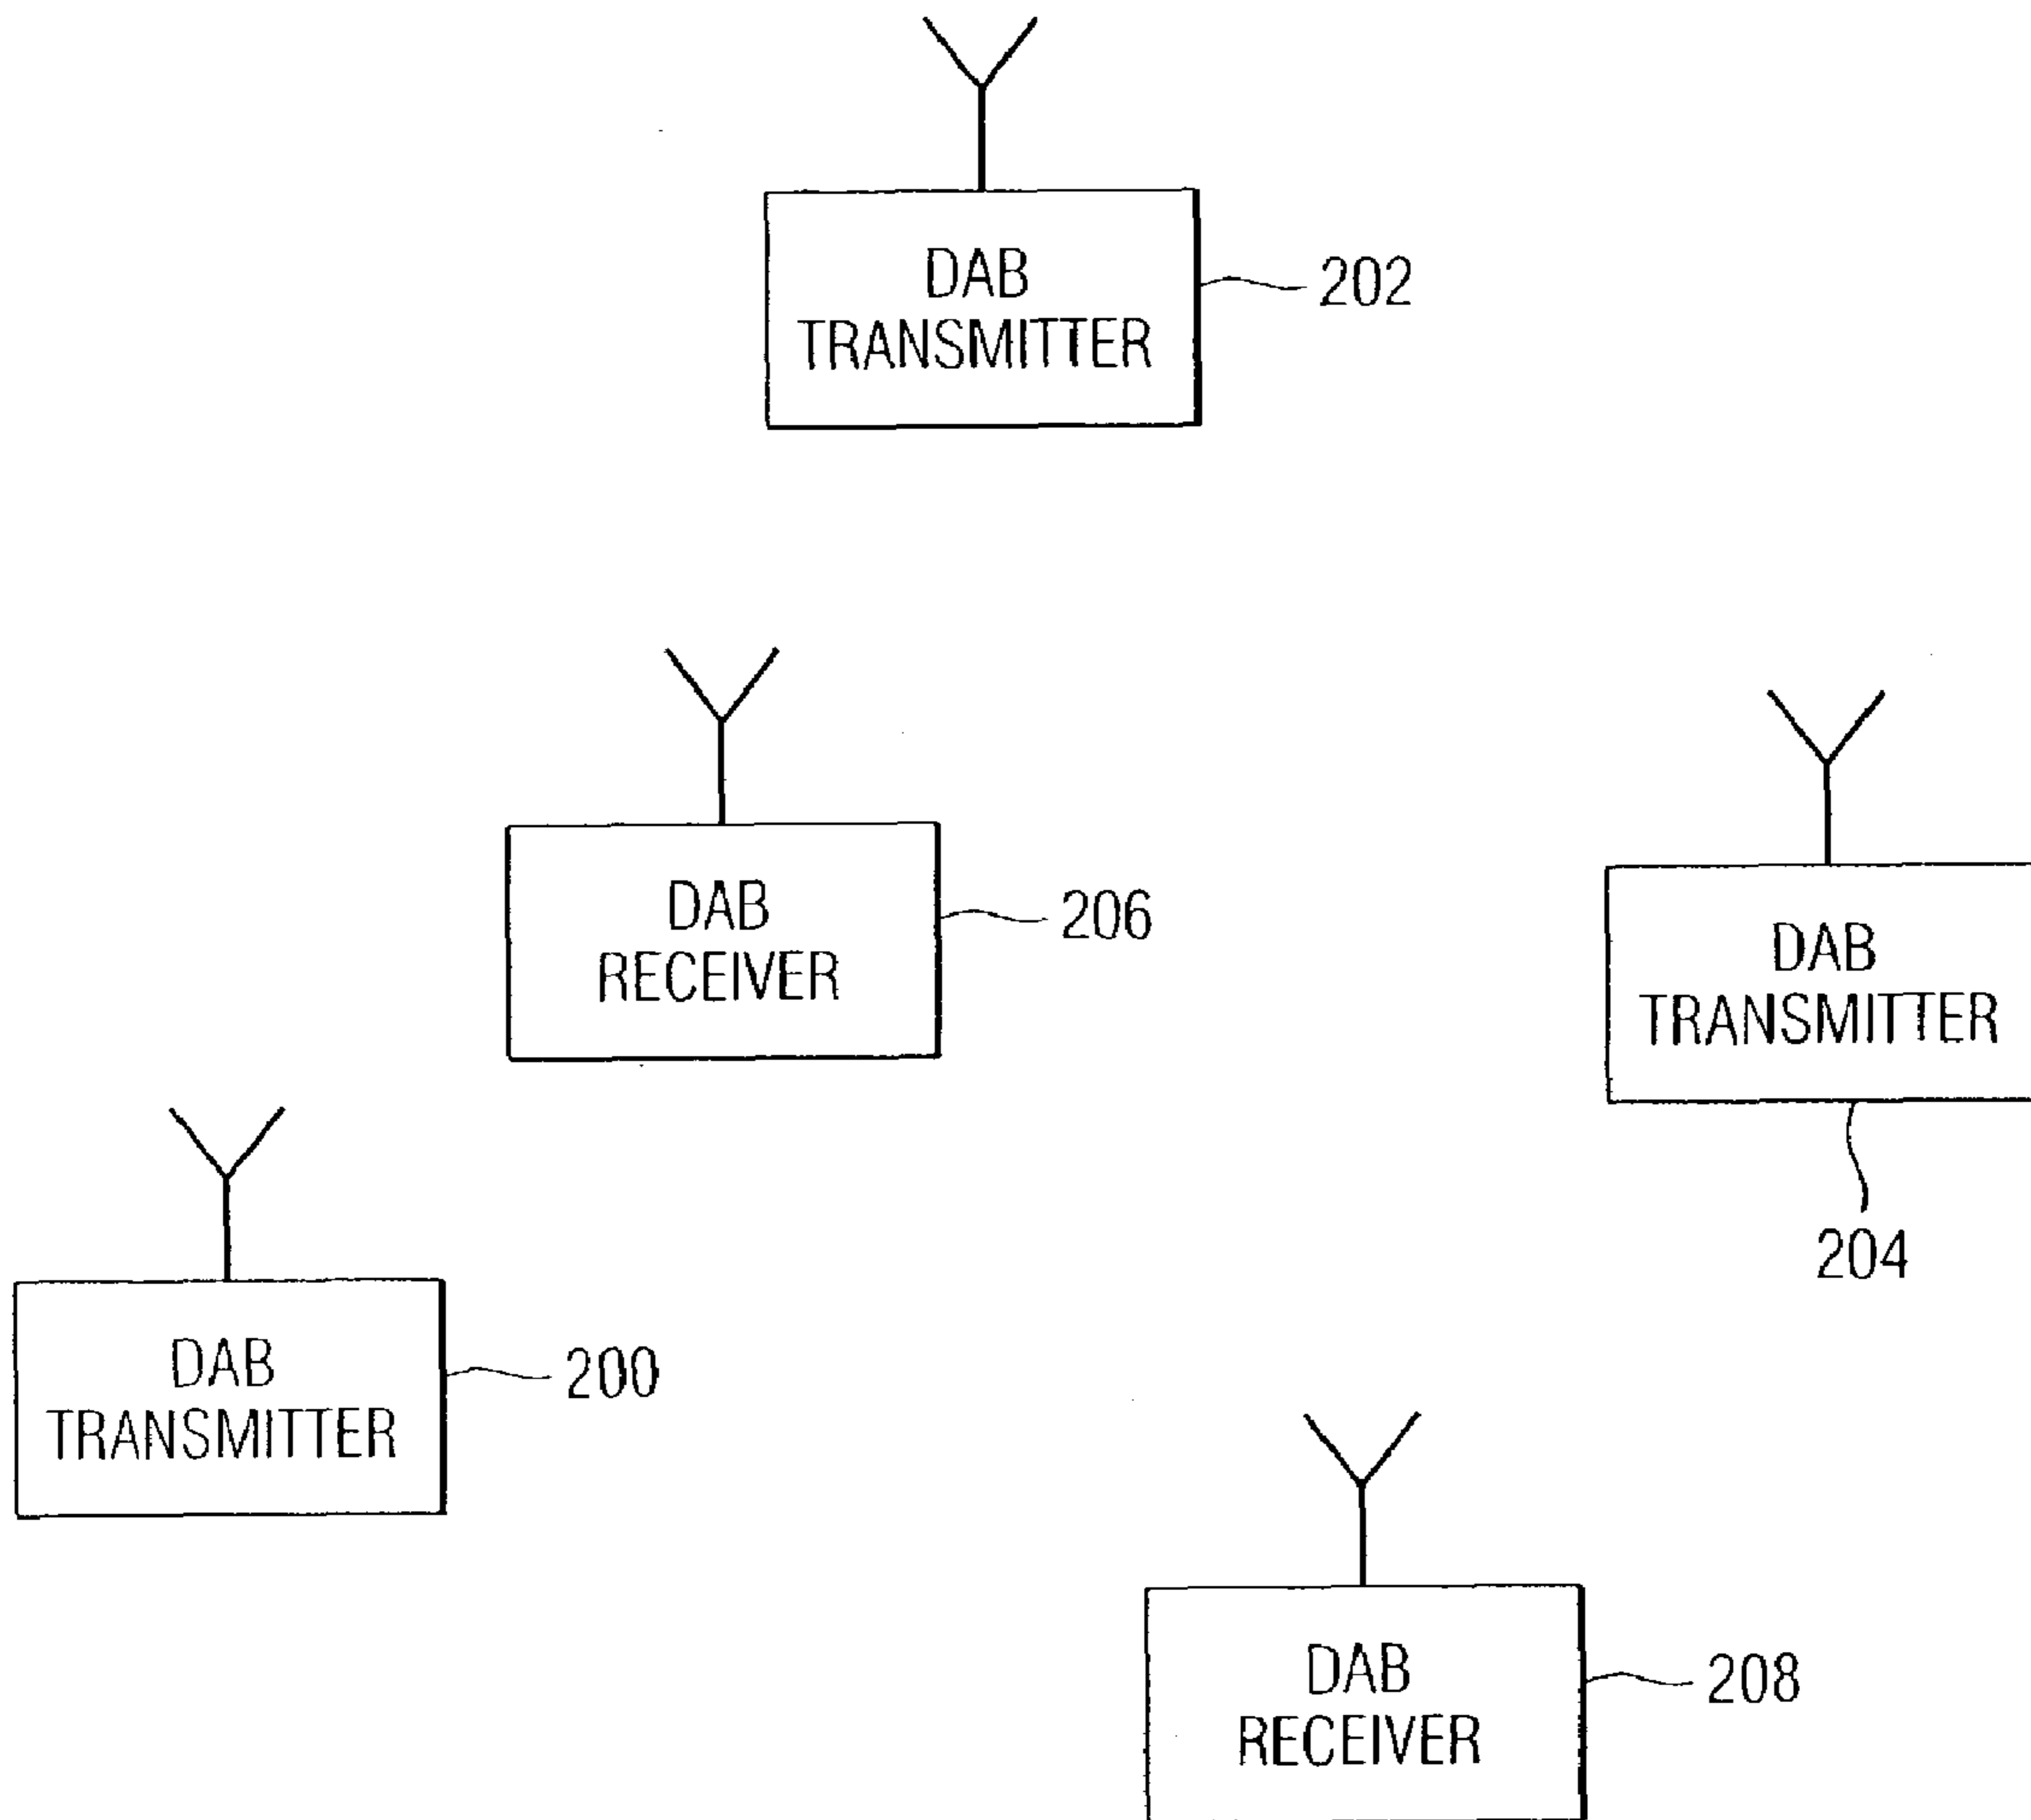 DAB
TRANSMITTER
202
DAB
RECEIVER
206
DAB
TRANSMITTER
204
DAB
TRANSMITTER
200
DAB
RECEIVER
208